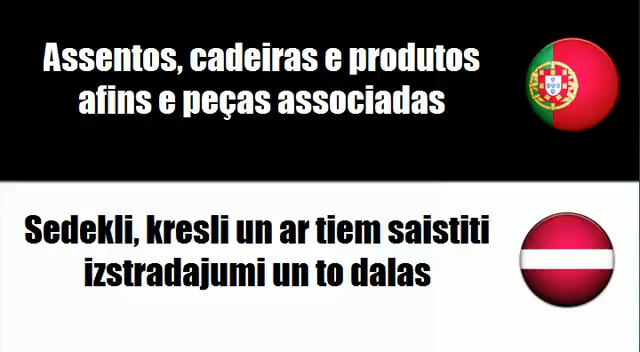 Assentos, cadeiras e produtos
afins e peças associadas
Sedekli, kresli un ar tiem saistiti
izstradajumi un to dalas